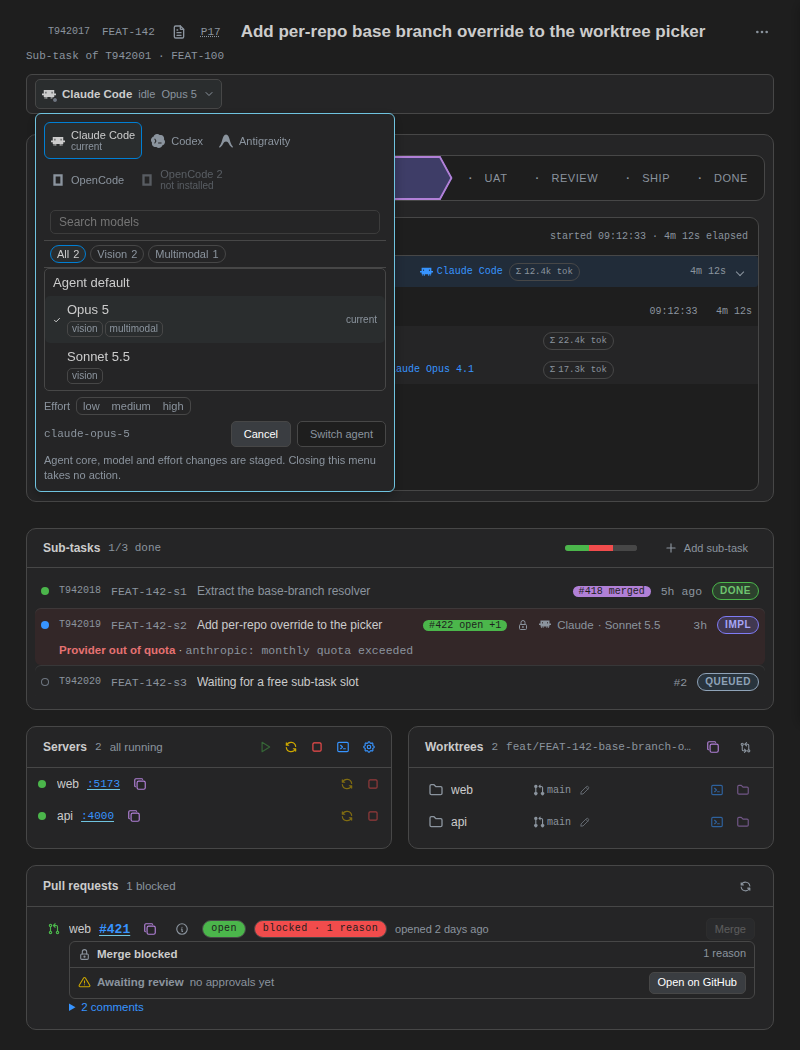 T942017 FEAT-142 P17 Add per-repo base branch override to the worktree picker
Sub-task of T942001 · FEAT-100
Claude Code idle Opus 5
Claude Code
current
Codex
Antigravity
OpenCode
OpenCode 2
not installed
Search models
All 2 Vision 2 Multimodal 1
Agent default
Opus 5
vision multimodal
current
Sonnet 5.5
vision
Effort low medium high
claude-opus-5
Cancel
Switch agent
Agent core, model and effort changes are staged. Closing this menu
takes no action.
· UAT · REVIEW · SHIP · DONE
started 09:12:33 · 4m 12s elapsed
Claude Code Σ 12.4k tok 4m 12s
09:12:33 4m 12s
Σ 22.4k tok
aude Opus 4.1 Σ 17.3k tok
Sub-tasks 1/3 done
Add sub-task
T942018 FEAT-142-s1 Extract the base-branch resolver #418 merged 5h ago DONE
T942019 FEAT-142-s2 Add per-repo override to the picker #422 open +1 Claude · Sonnet 5.5 3h IMPL
Provider out of quota · anthropic: monthly quota exceeded
T942020 FEAT-142-s3 Waiting for a free sub-task slot #2 QUEUED
Servers 2 all running
web :5173
api :4000
Worktrees 2 feat/FEAT-142-base-branch-o…
web main
api main
Pull requests 1 blocked
web #421 open blocked · 1 reason opened 2 days ago Merge
Merge blocked 1 reason
Awaiting review no approvals yet Open on GitHub
2 comments